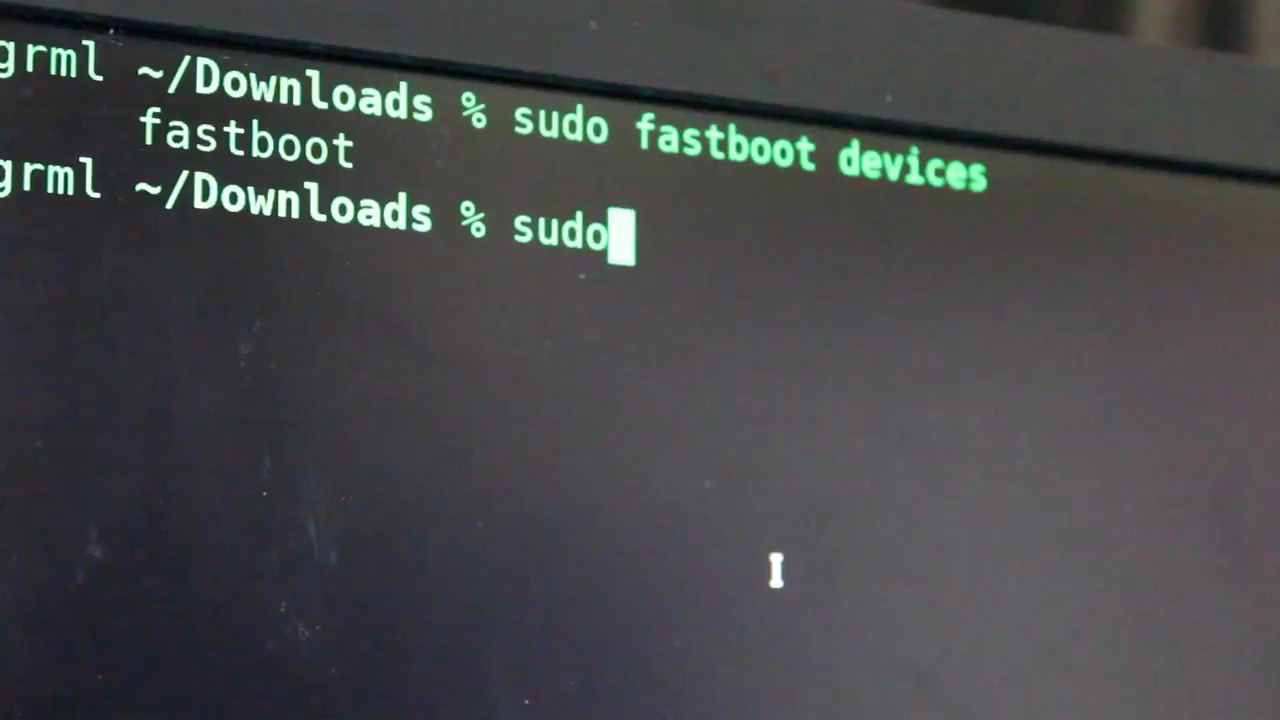 grml ~/Downloads % sudo fastboot devices
fastboot
grml ~/Downloads % sudo